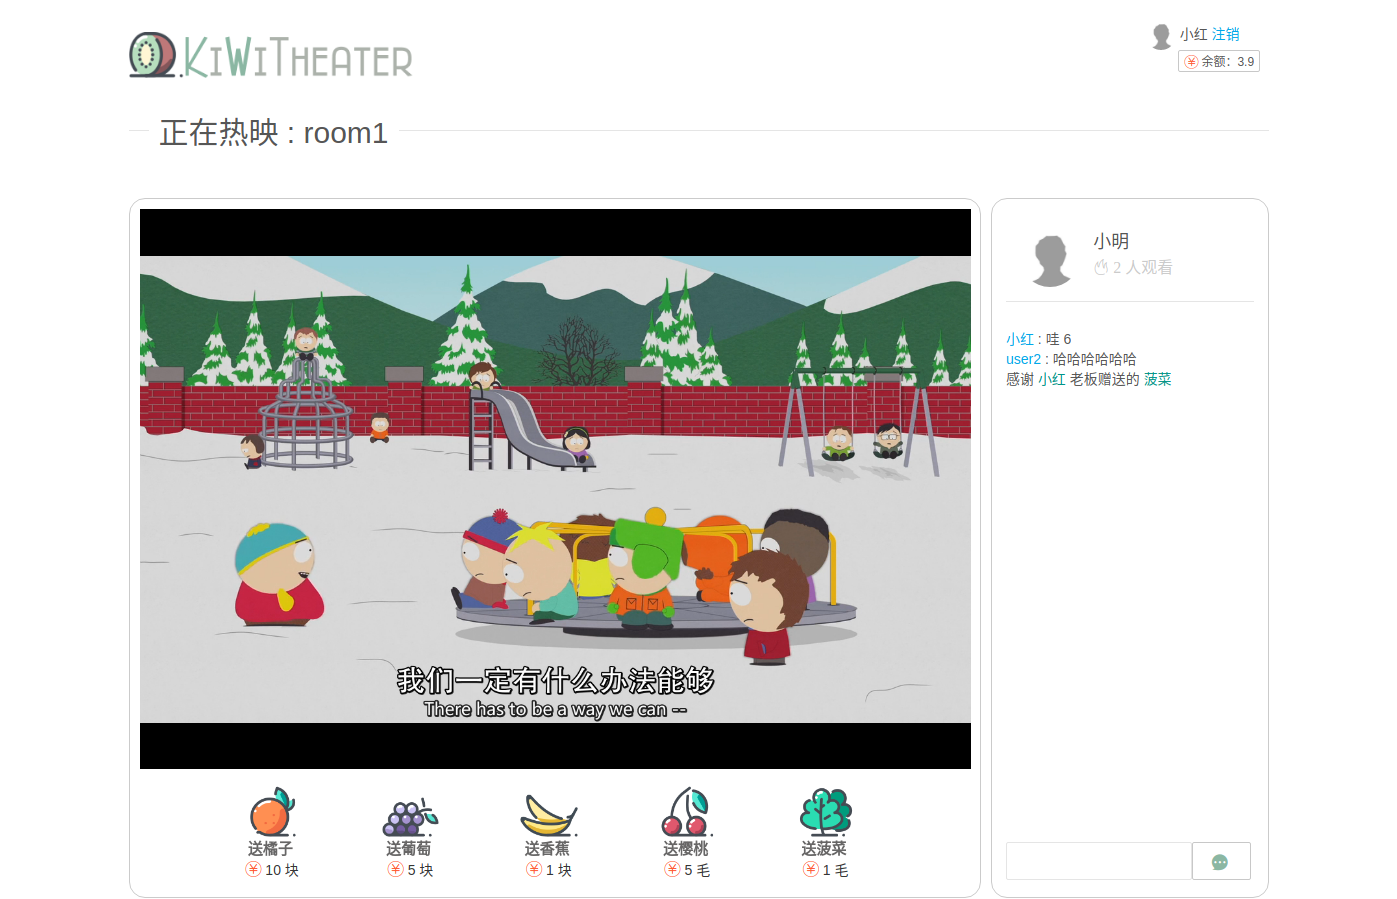 KIWITHEATER
小红 注销
余额：3.9
正在热映 : room1
我们一定有什么办法能够
There has to be a way we can --
送橘子
10 块
送葡萄
5 块
送香蕉
1 块
送樱桃
5 毛
送菠菜
1 毛
小明
2 人观看
小红 : 哇 6
user2 : 哈哈哈哈哈哈
感谢 小红 老板赠送的 菠菜